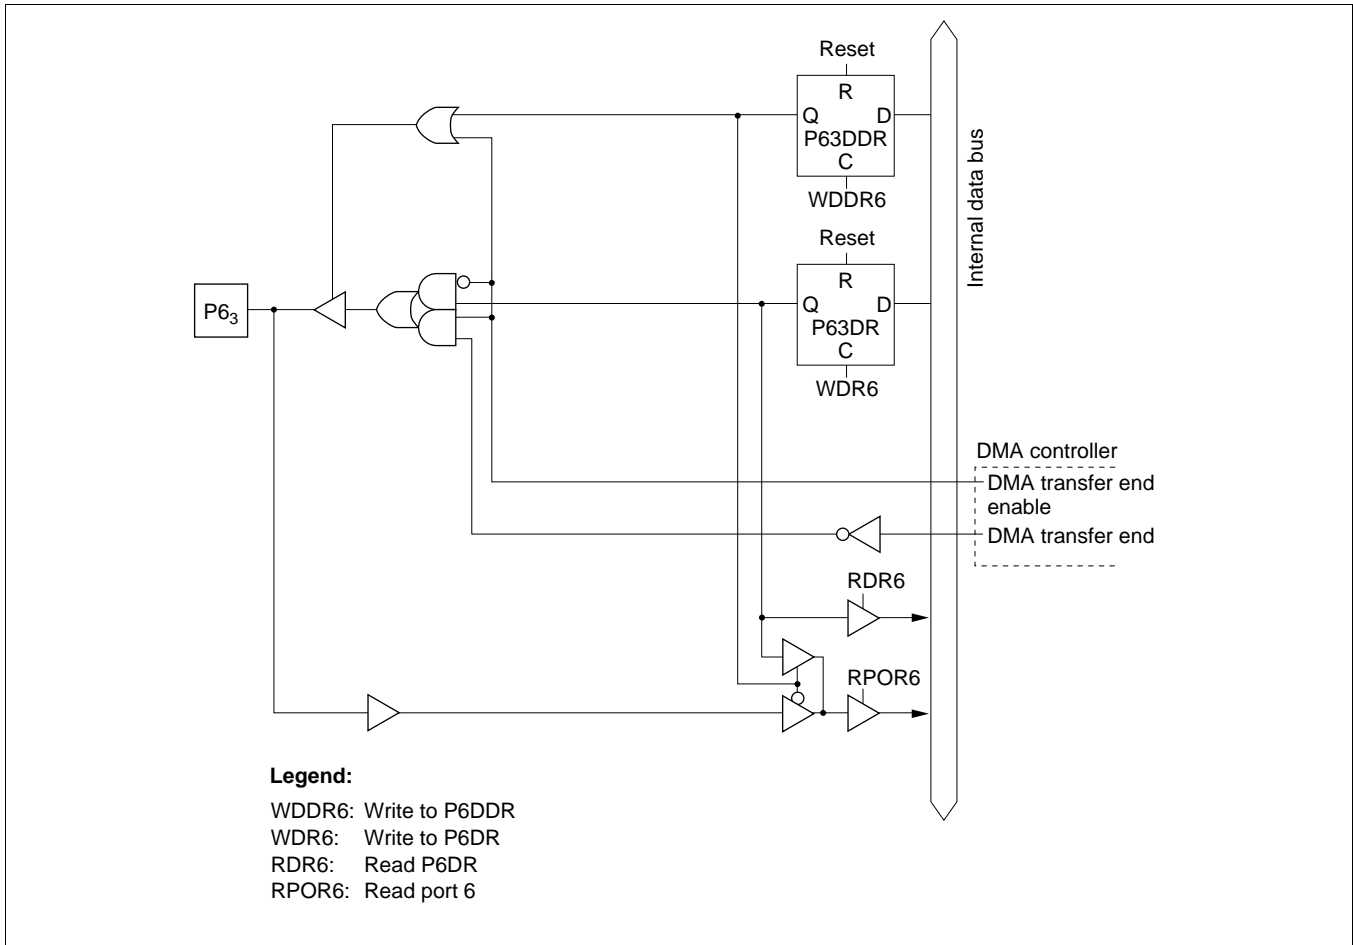 Reset
R
Q D
P63DDR
C
WDDR6
Internal data bus
Reset
R
Q D
P63DR
C
WDR6
P6₃
DMA controller
DMA transfer end
enable
DMA transfer end
RDR6
RPOR6
Legend:
WDDR6: Write to P6DDR
WDR6: Write to P6DR
RDR6: Read P6DR
RPOR6: Read port 6